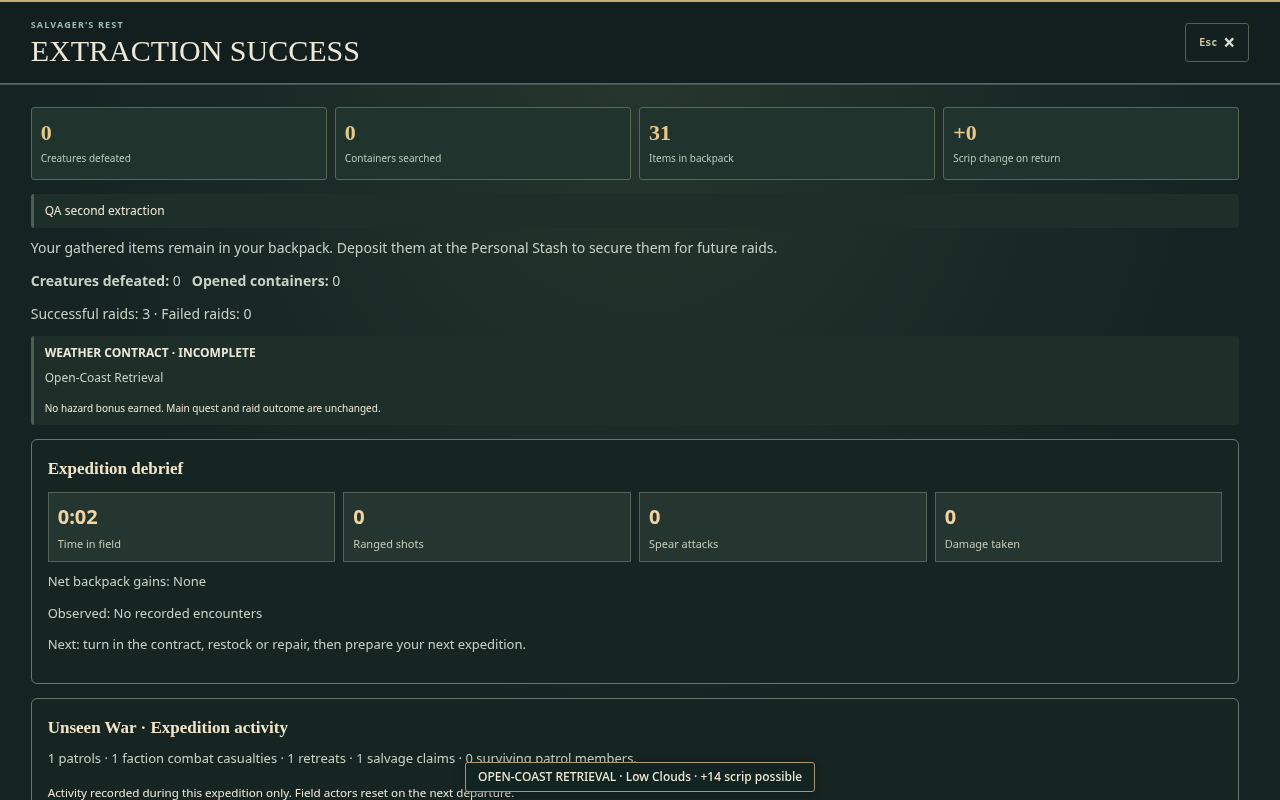 SALVAGER'S REST
EXTRACTION SUCCESS
Esc ×
0
Creatures defeated
0
Containers searched
31
Items in backpack
+0
Scrip change on return
QA second extraction
Your gathered items remain in your backpack. Deposit them at the Personal Stash to secure them for future raids.
Creatures defeated: 0 Opened containers: 0
Successful raids: 3 · Failed raids: 0
WEATHER CONTRACT · INCOMPLETE
Open-Coast Retrieval
No hazard bonus earned. Main quest and raid outcome are unchanged.
Expedition debrief
0:02
Time in field
0
Ranged shots
0
Spear attacks
0
Damage taken
Net backpack gains: None
Observed: No recorded encounters
Next: turn in the contract, restock or repair, then prepare your next expedition.
Unseen War · Expedition activity
1 patrols · 1 faction combat casualties · 1 retreats · 1 salvage claims · 0 surviving patrol members.
OPEN-COAST RETRIEVAL · Low Clouds · +14 scrip possible
Activity recorded during this expedition only. Field actors reset on the next departure.